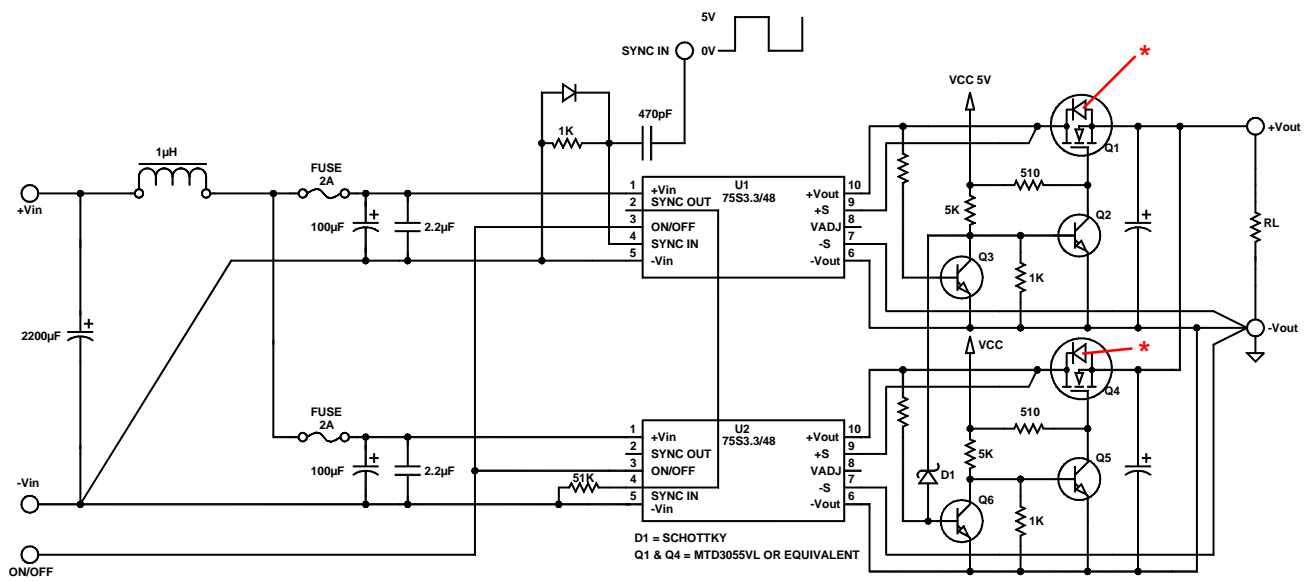 5V
SYNC IN
0V
*
VCC 5V
470pF
1K
1µH
FUSE
2A
+Vin
100µF
+
2.2µF
1
2
3
4
5
+Vin
SYNC OUT
ON/OFF
SYNC IN
-Vin
U1
75S3.3/48
+Vout
+S
VADJ
-S
-Vout
10
9
8
7
6
Q1
+Vout
510
5K
Q2
+
RL
Q3
1K
2200µF
+
-Vout
VCC
*
Q4
FUSE
2A
100µF
+
2.2µF
51K
1
2
3
4
5
+Vin
SYNC OUT
ON/OFF
SYNC IN
-Vin
U2
75S3.3/48
+Vout
+S
VADJ
-S
-Vout
10
9
8
7
6
510
5K
Q5
+
D1
Q6
1K
-Vin
ON/OFF
D1 = SCHOTTKY
Q1 & Q4 = MTD3055VL OR EQUIVALENT